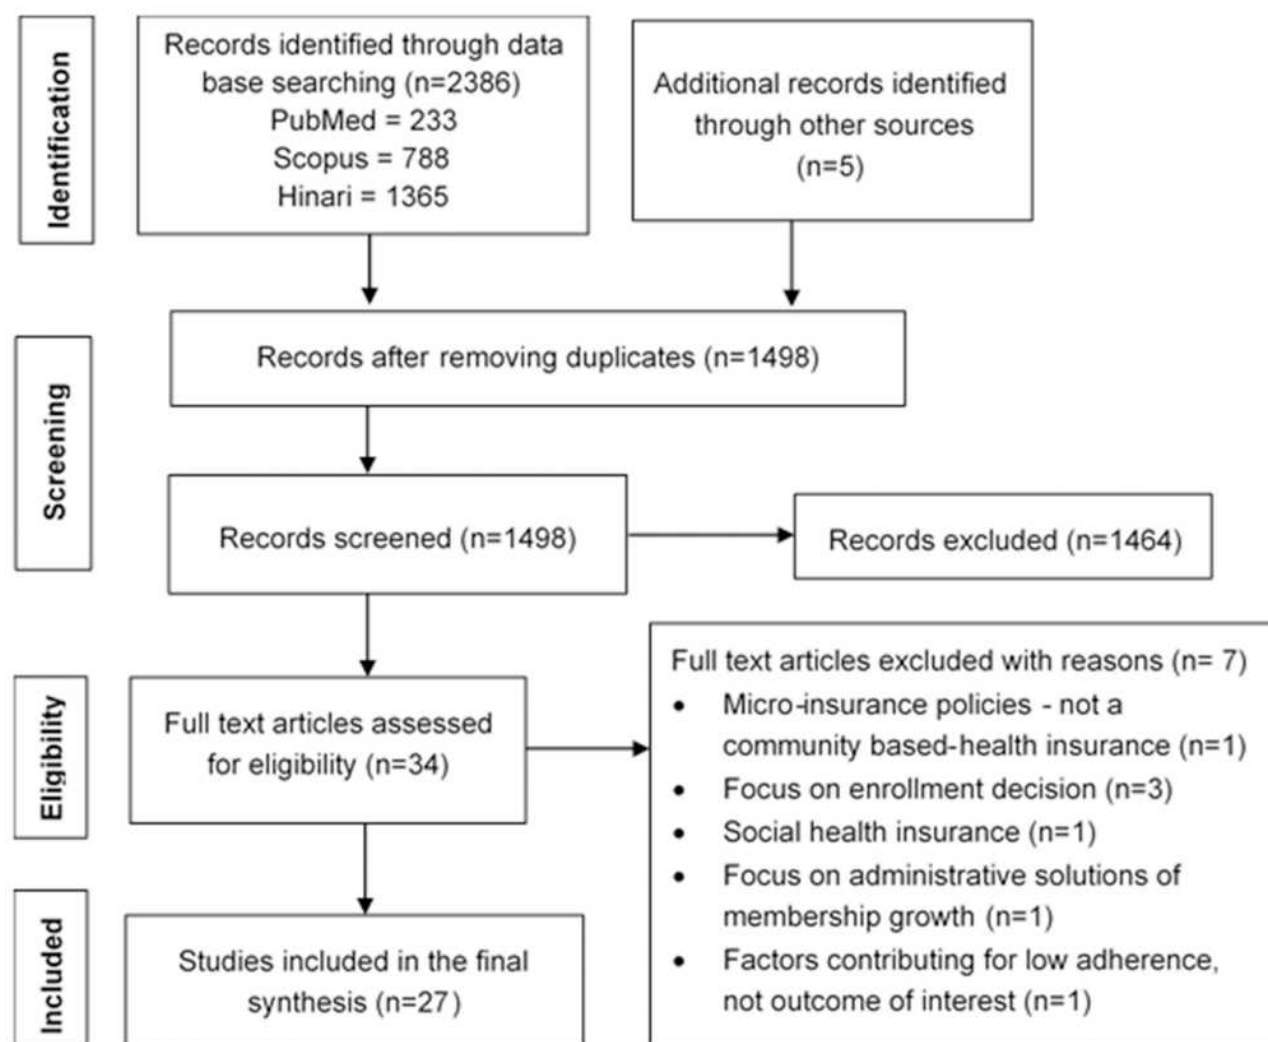 Identification
Records identified through data
base searching (n=2386)
PubMed = 233
Scopus = 788
Hinari = 1365
Additional records identified
through other sources
(n=5)
Screening
Records after removing duplicates (n=1498)
Records screened (n=1498)
Records excluded (n=1464)
Eligibility
Full text articles assessed
for eligibility (n=34)
Full text articles excluded with reasons (n= 7)
• Micro-insurance policies - not a
community based-health insurance (n=1)
• Focus on enrollment decision (n=3)
• Social health insurance (n=1)
• Focus on administrative solutions of
membership growth (n=1)
• Factors contributing for low adherence,
not outcome of interest (n=1)
Included
Studies included in the final
synthesis (n=27)